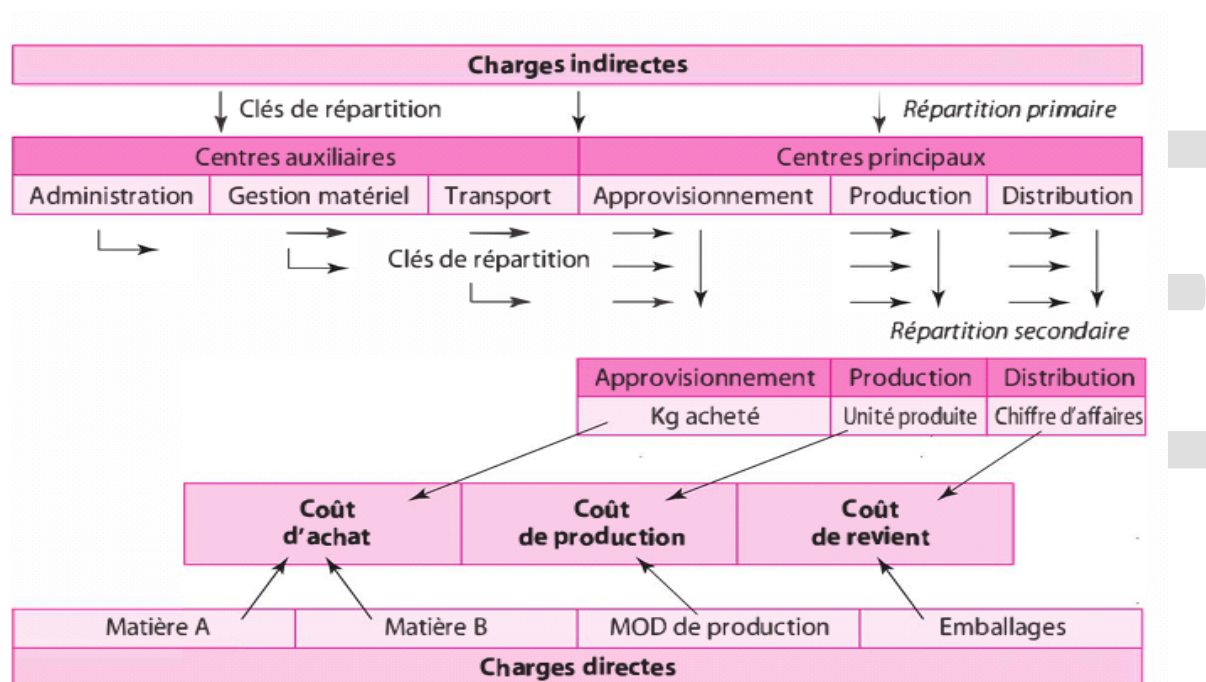 Charges indirectes
Clés de répartition
Répartition primaire
Centres auxiliaires
Centres principaux
Administration
Gestion matériel
Transport
Approvisionnement
Production
Distribution
Clés de répartition
Répartition secondaire
Approvisionnement
Production
Distribution
Kg acheté
Unité produite
Chiffre d'affaires
Coût
d'achat
Coût
de production
Coût
de revient
Matière A
Matière B
MOD de production
Emballages
Charges directes